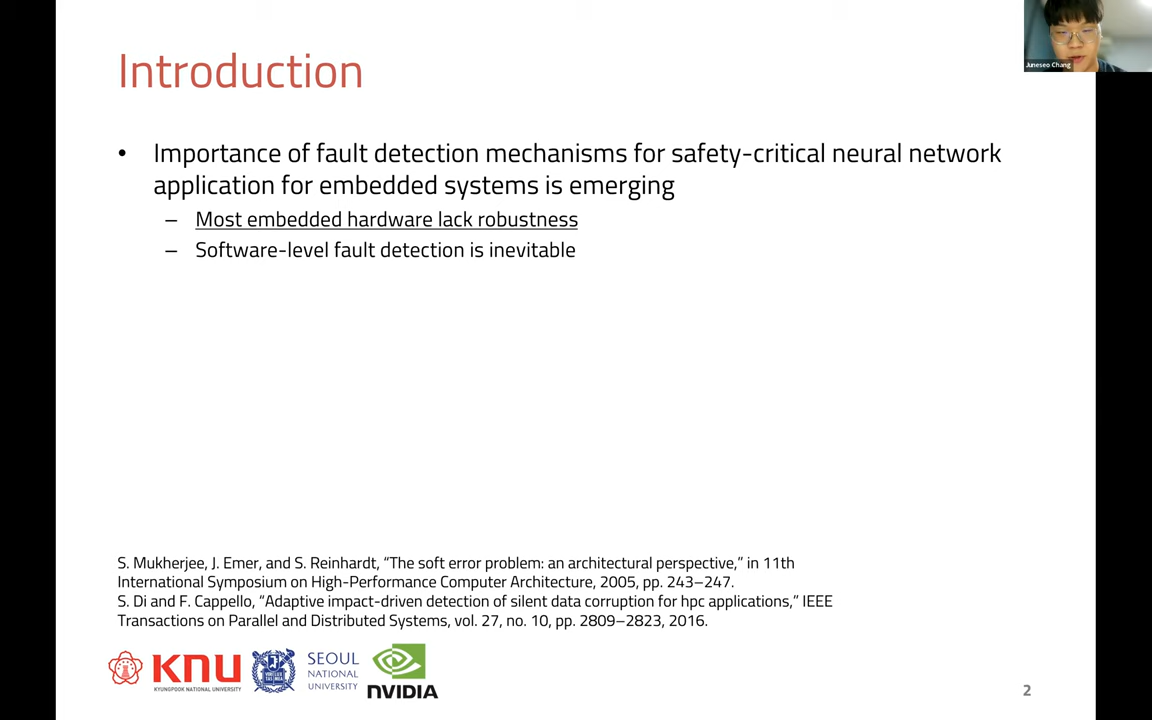 Introduction
Juneseo Chang
• Importance of fault detection mechanisms for safety-critical neural network
application for embedded systems is emerging
– Most embedded hardware lack robustness
– Software-level fault detection is inevitable
S. Mukherjee, J. Emer, and S. Reinhardt, “The soft error problem: an architectural perspective,” in 11th
International Symposium on High-Performance Computer Architecture, 2005, pp. 243–247.
S. Di and F. Cappello, “Adaptive impact-driven detection of silent data corruption for hpc applications,” IEEE
Transactions on Parallel and Distributed Systems, vol. 27, no. 10, pp. 2809–2823, 2016.
KNU
KYUNGPOOK NATIONAL UNIVERSITY
SEOUL
NATIONAL
UNIVERSITY
NVIDIA
2